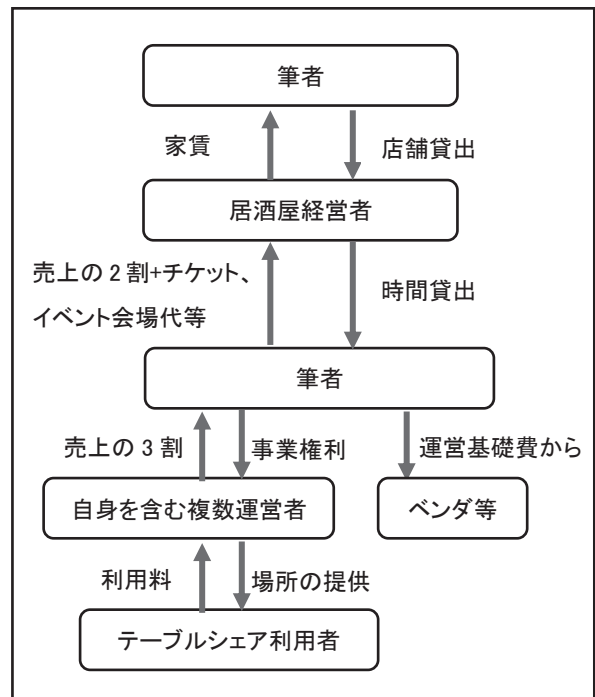 筆者
家賃
店舗貸出
居酒屋経営者
売上の2割+チケット、
イベント会場代等
時間貸出
筆者
売上の3割
事業権利
運営基礎費から
自身を含む複数運営者
ベンダ等
利用料
場所の提供
テーブルシェア利用者